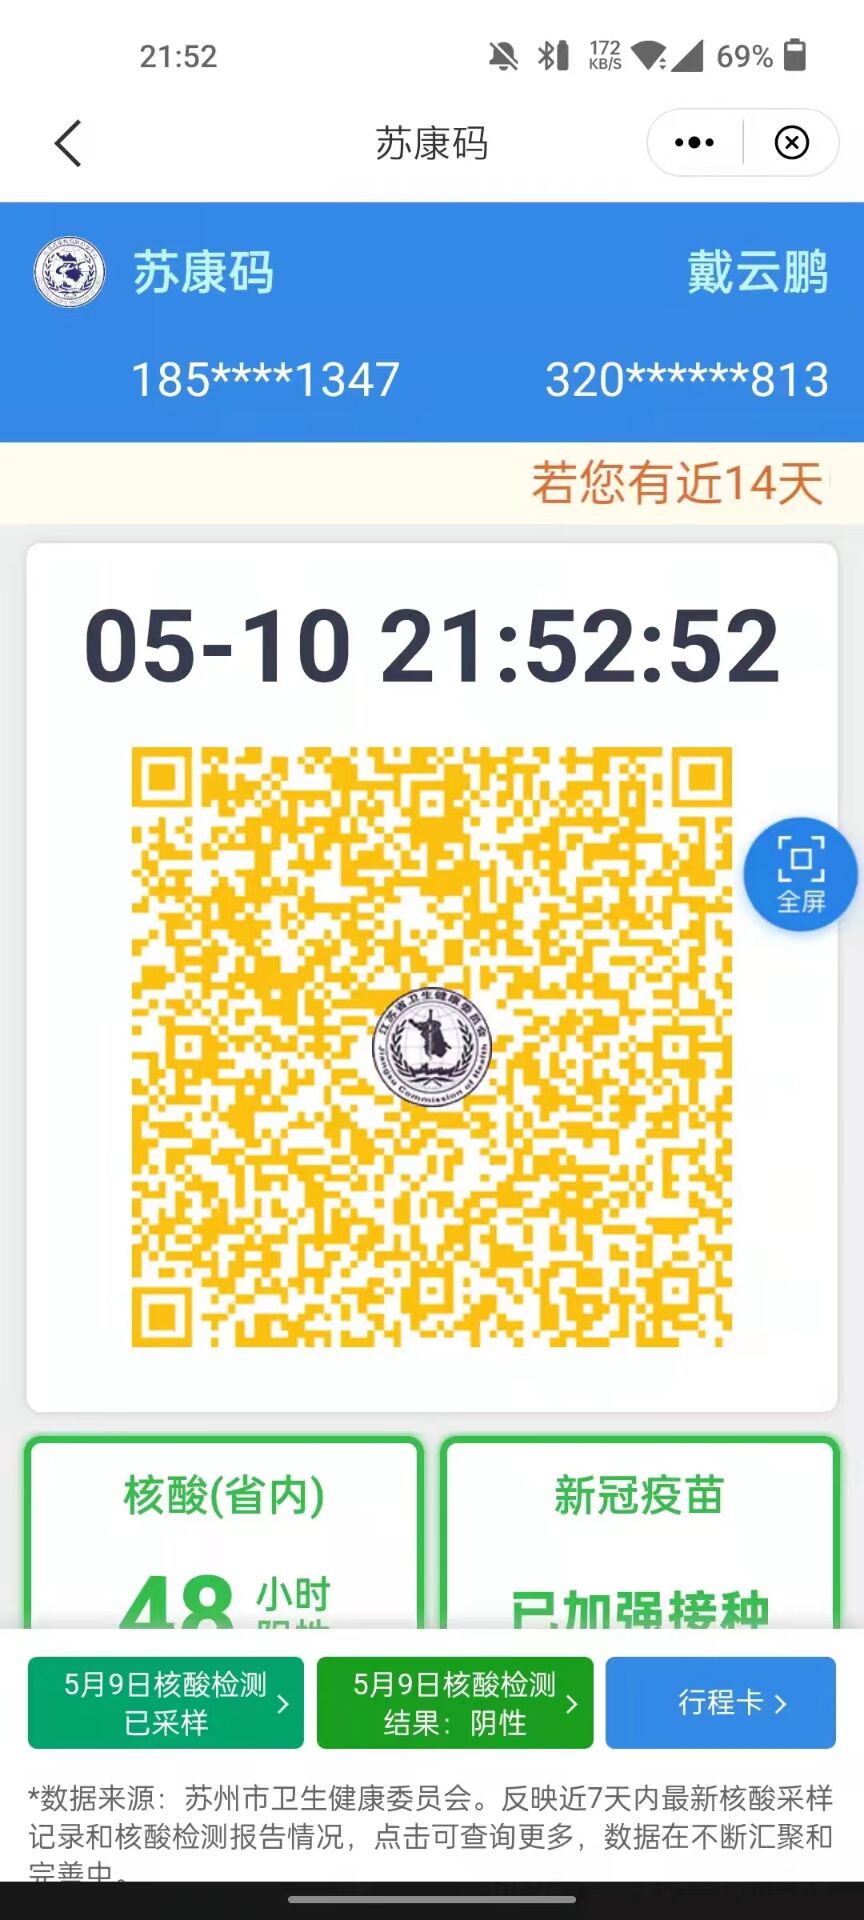 21:52
172
KB/S
69%
苏康码
苏康码
戴云鹏
185****1347
320******813
若您有近14天
05-10 21:52:52
全屏
江苏省卫生健康委员会
Jiangsu Commission of Health
核酸(省内)
新冠疫苗
48 小时
阴性
已加强接种
5月9日核酸检测
已采样
5月9日核酸检测
结果：阴性
行程卡
*数据来源：苏州市卫生健康委员会。反映近7天内最新核酸采样
记录和核酸检测报告情况，点击可查询更多，数据在不断汇聚和
完善中。